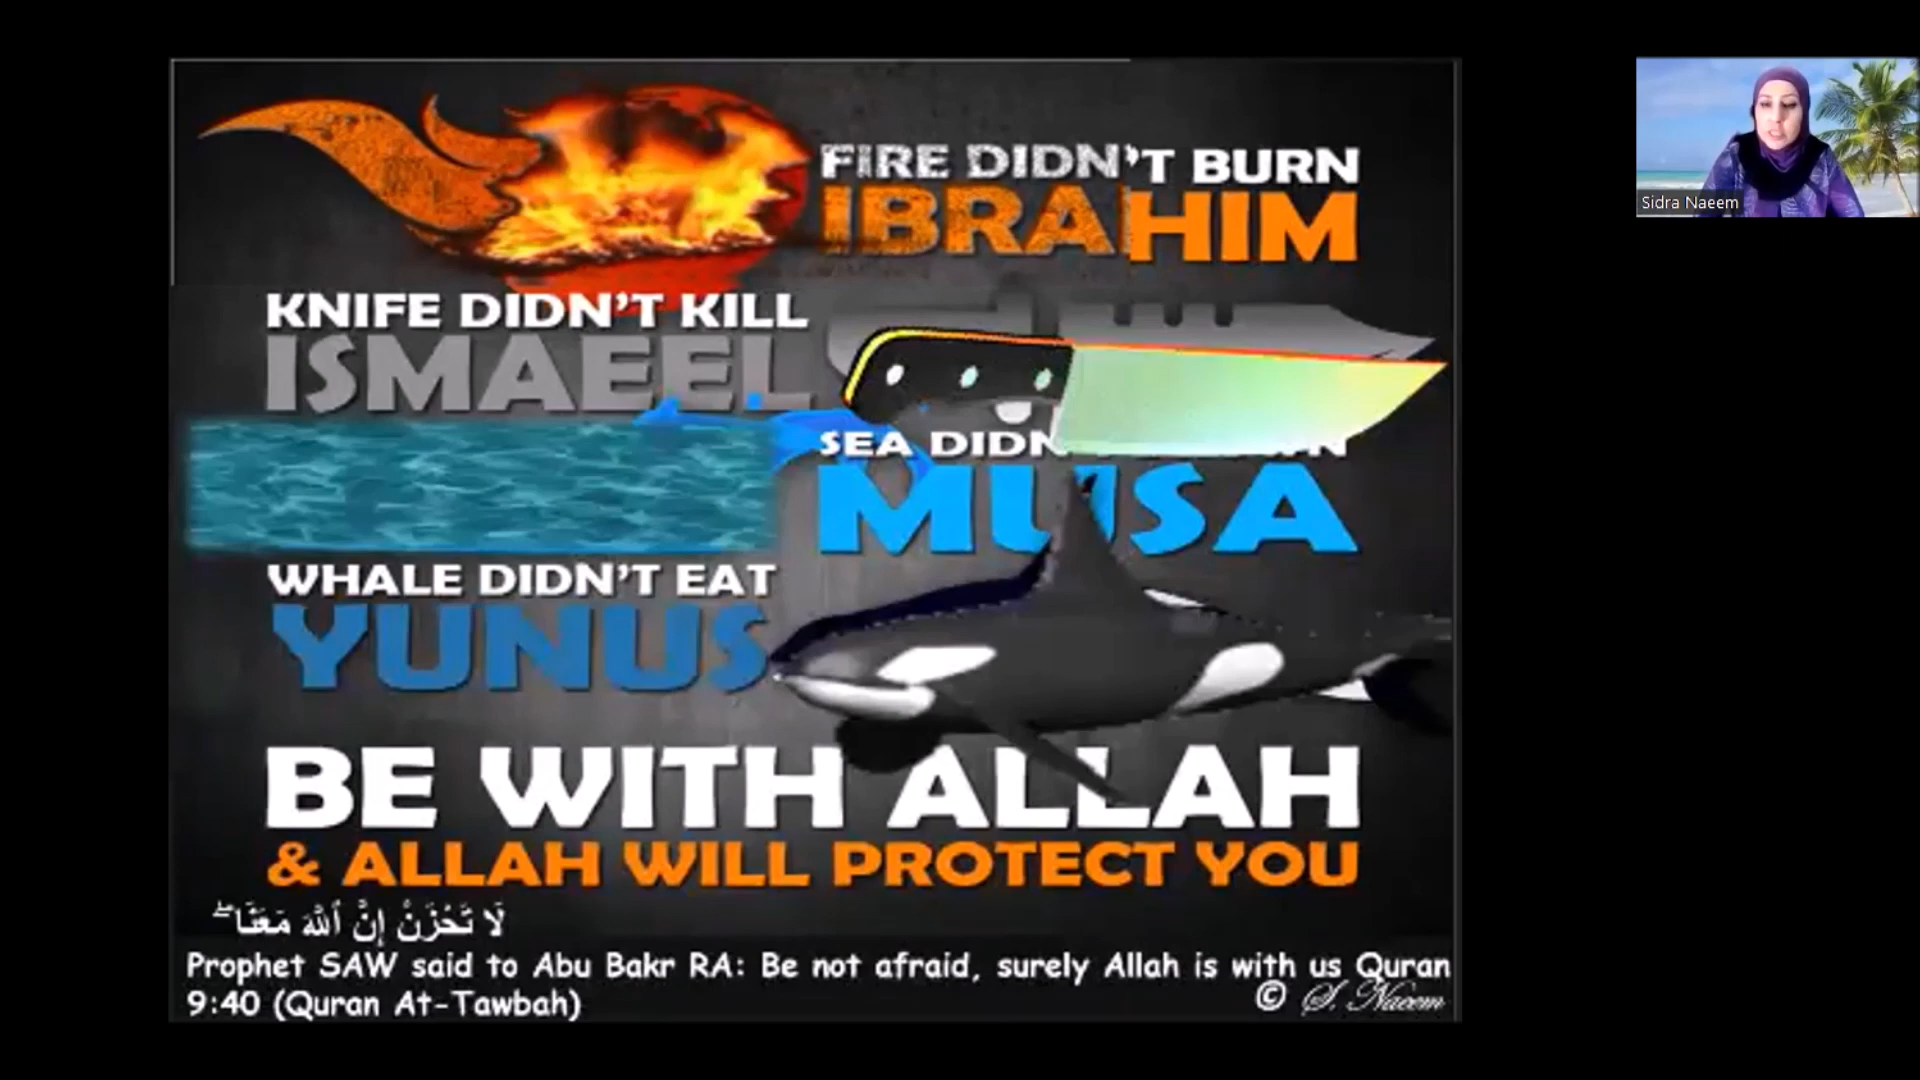 FIRE DIDN'T BURN
IBRAHIM
KNIFE DIDN'T KILL
ISMAEEL
SEA DIDN
MUSA
WHALE DIDN'T EAT
YUNUS
BE WITH ALLAH
& ALLAH WILL PROTECT YOU
لَا تَحْزَنْ إِنَّ ٱللَّهَ مَعَنَا ۖ
Prophet SAW said to Abu Bakr RA: Be not afraid, surely Allah is with us Quran
9:40 (Quran At-Tawbah)
© S. Naeem
Sidra Naeem